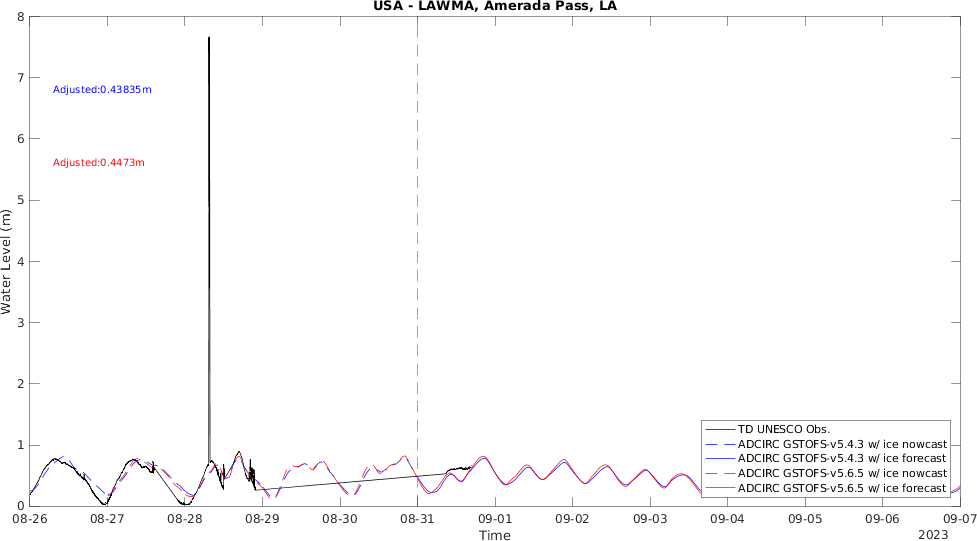 USA - LAWMA, Amerada Pass, LA
8
7
6
5
4
3
2
1
0
Water Level (m)
Adjusted:0.43835m
Adjusted:0.4473m
TD UNESCO Obs.
ADCIRC GSTOFS-v5.4.3 w/ ice nowcast
ADCIRC GSTOFS-v5.4.3 w/ ice forecast
ADCIRC GSTOFS-v5.6.5 w/ ice nowcast
ADCIRC GSTOFS-v5.6.5 w/ ice forecast
08-26 08-27 08-28 08-29 08-30 08-31 09-01 09-02 09-03 09-04 09-05 09-06 09-07
Time
2023